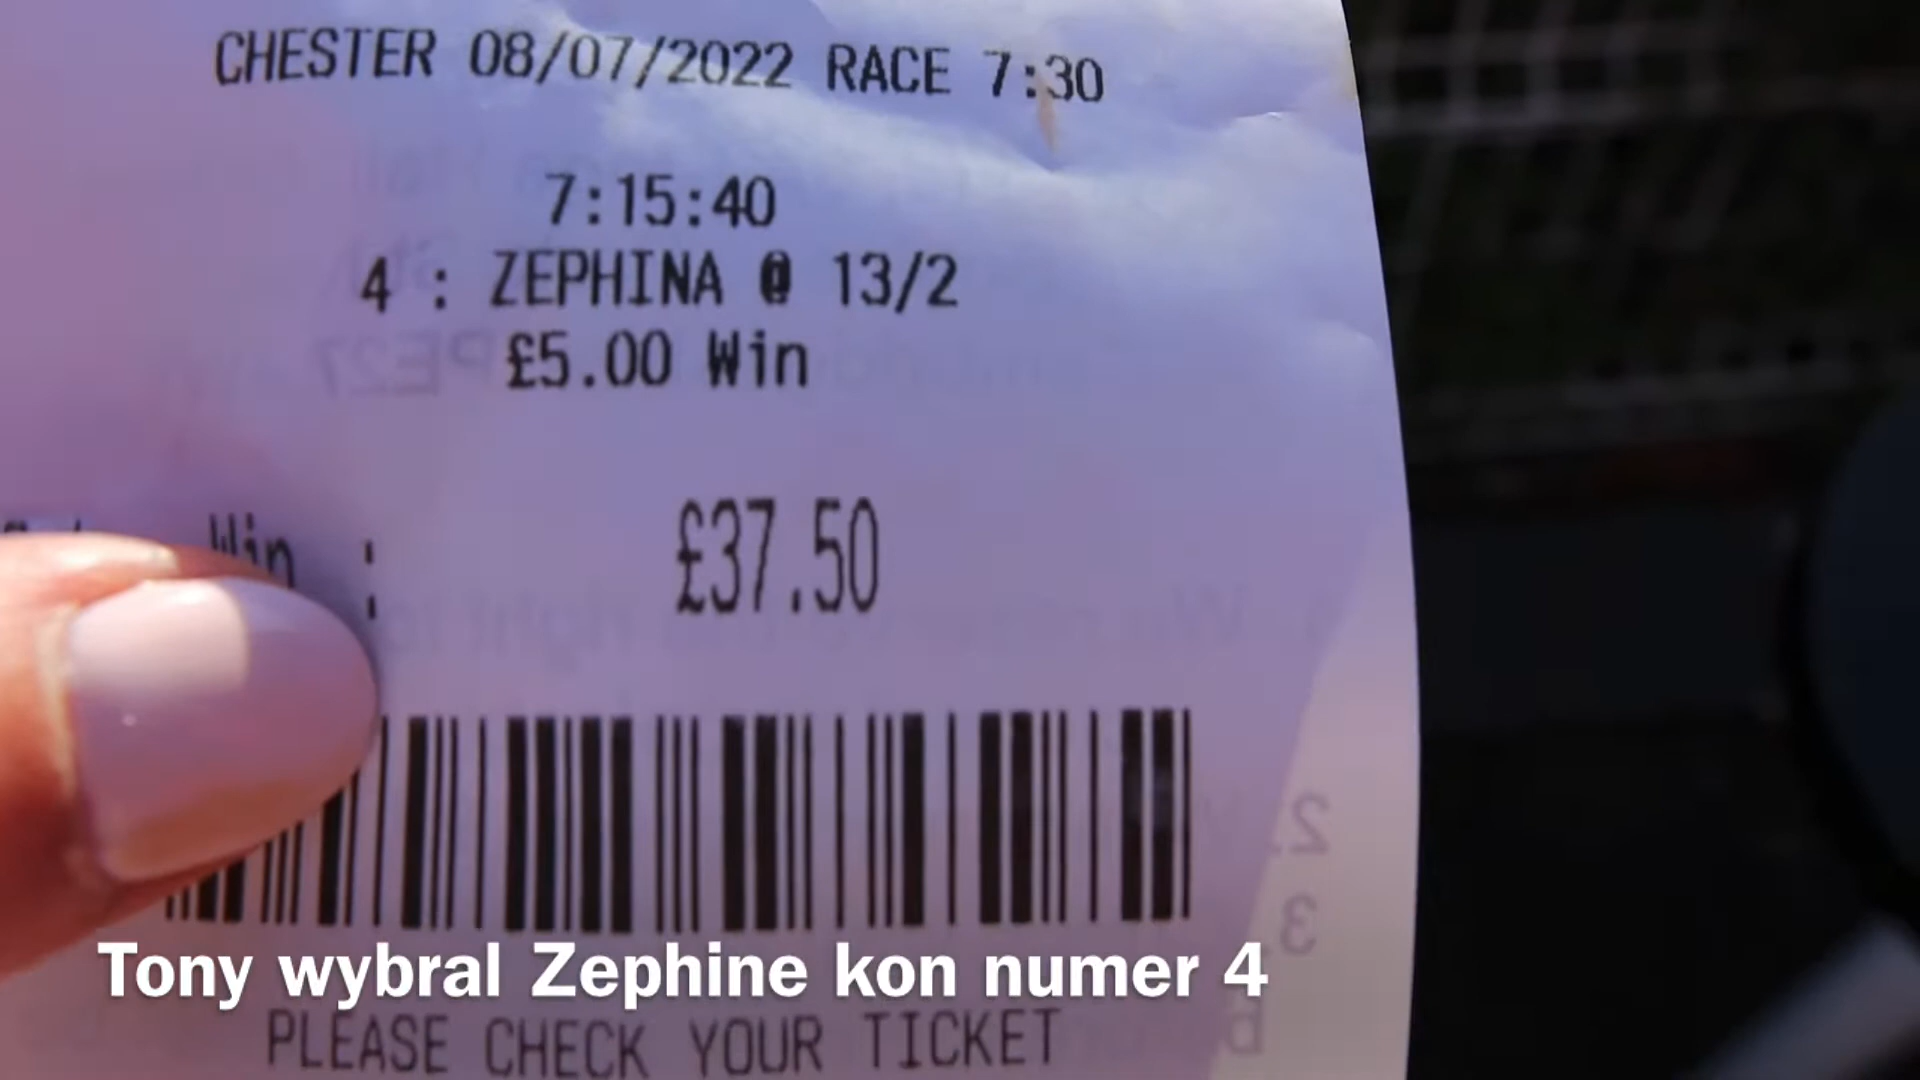 CHESTER 08/07/2022 RACE 7:30
7:15:40
4 : ZEPHINA @ 13/2
£5.00 Win
Win : £37.50
Tony wybral Zephine kon numer 4
PLEASE CHECK YOUR TICKET